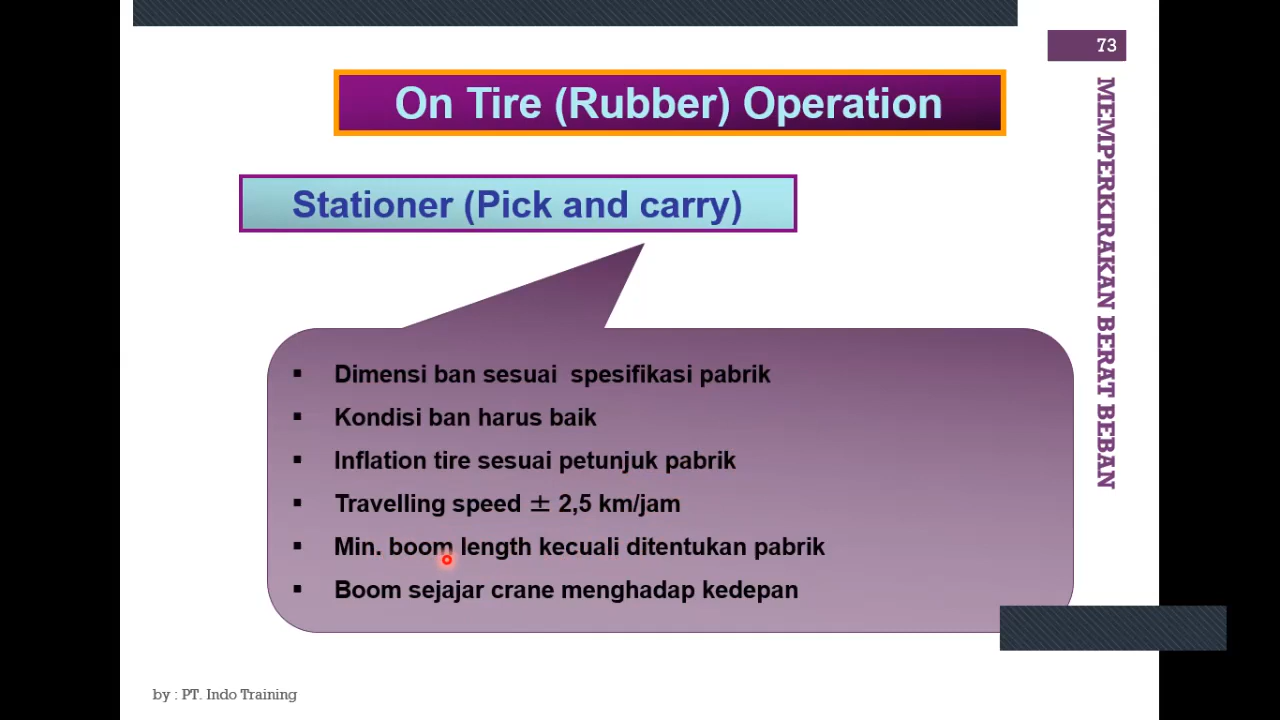 73
On Tire (Rubber) Operation
MEMPERKIRAKAN BERAT BEBAN
Stationer (Pick and carry)
▪ Dimensi ban sesuai spesifikasi pabrik
▪ Kondisi ban harus baik
▪ Inflation tire sesuai petunjuk pabrik
▪ Travelling speed ± 2,5 km/jam
▪ Min. boom length kecuali ditentukan pabrik
▪ Boom sejajar crane menghadap kedepan
by : PT. Indo Training